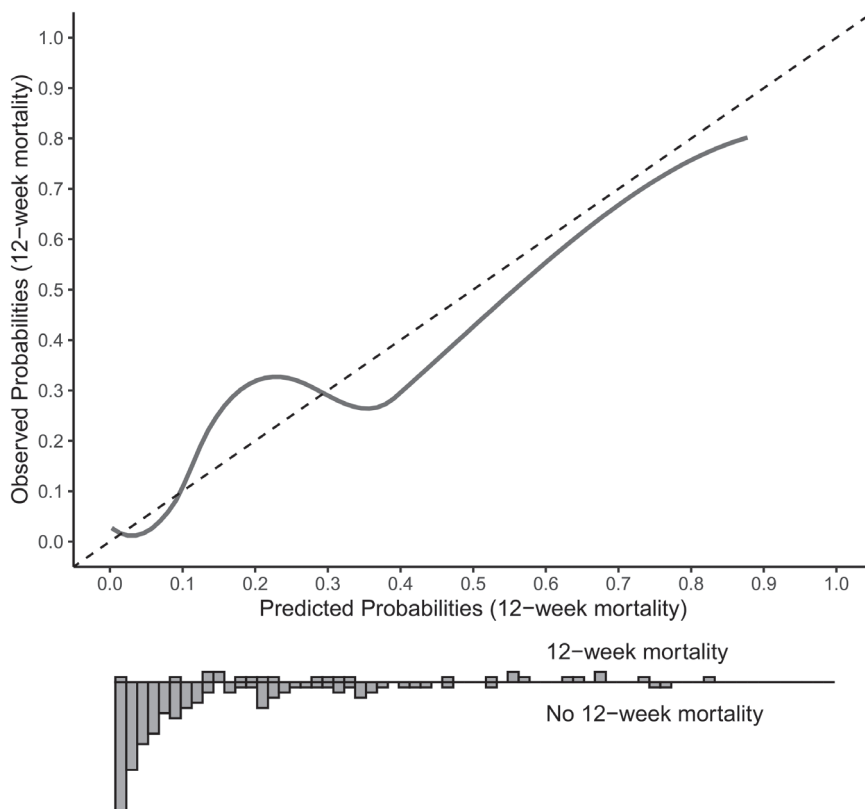 Observed Probabilities (12−week mortality)
1.0
0.9
0.8
0.7
0.6
0.5
0.4
0.3
0.2
0.1
0.0
0.0 0.1 0.2 0.3 0.4 0.5 0.6 0.7 0.8 0.9 1.0
Predicted Probabilities (12−week mortality)
12−week mortality
No 12−week mortality